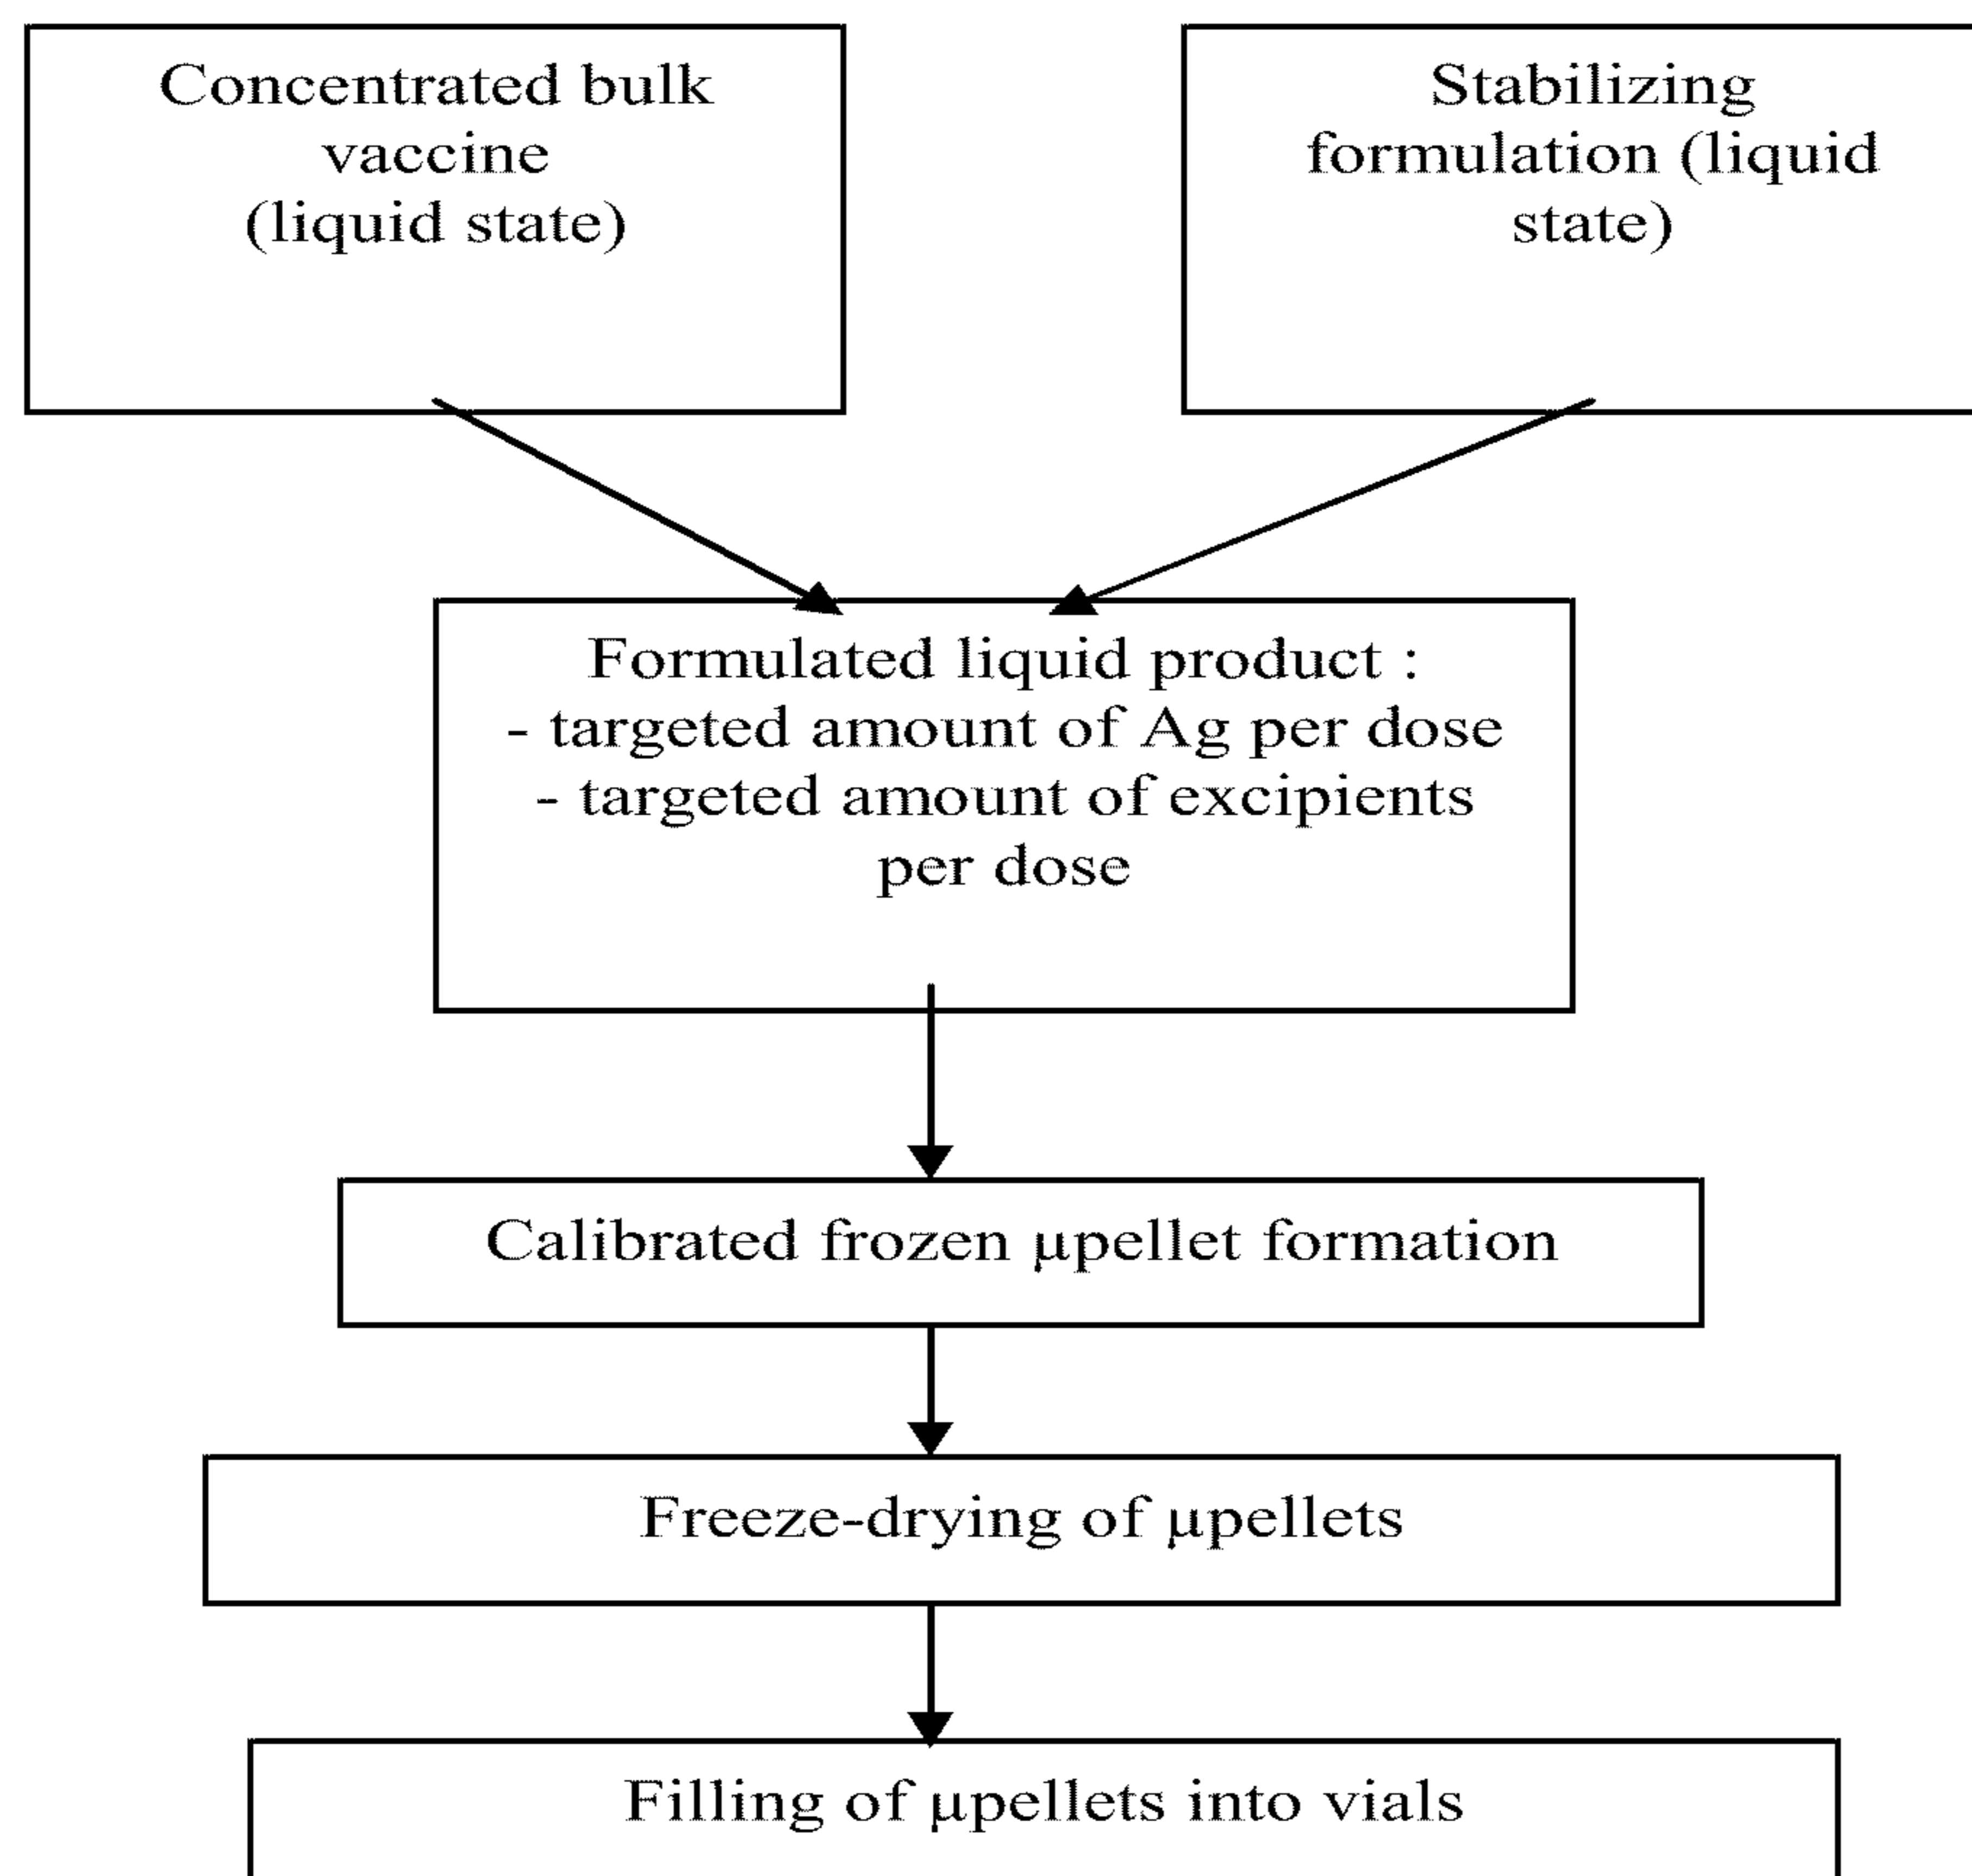 Concentrated bulk
vaccine
(liquid state)
Stabilizing
formulation (liquid
state)
Formulated liquid product :
- targeted amount of Ag per dose
- targeted amount of excipients
per dose
Calibrated frozen µpellet formation
Freeze-drying of µpellets
Filling of µpellets into vials